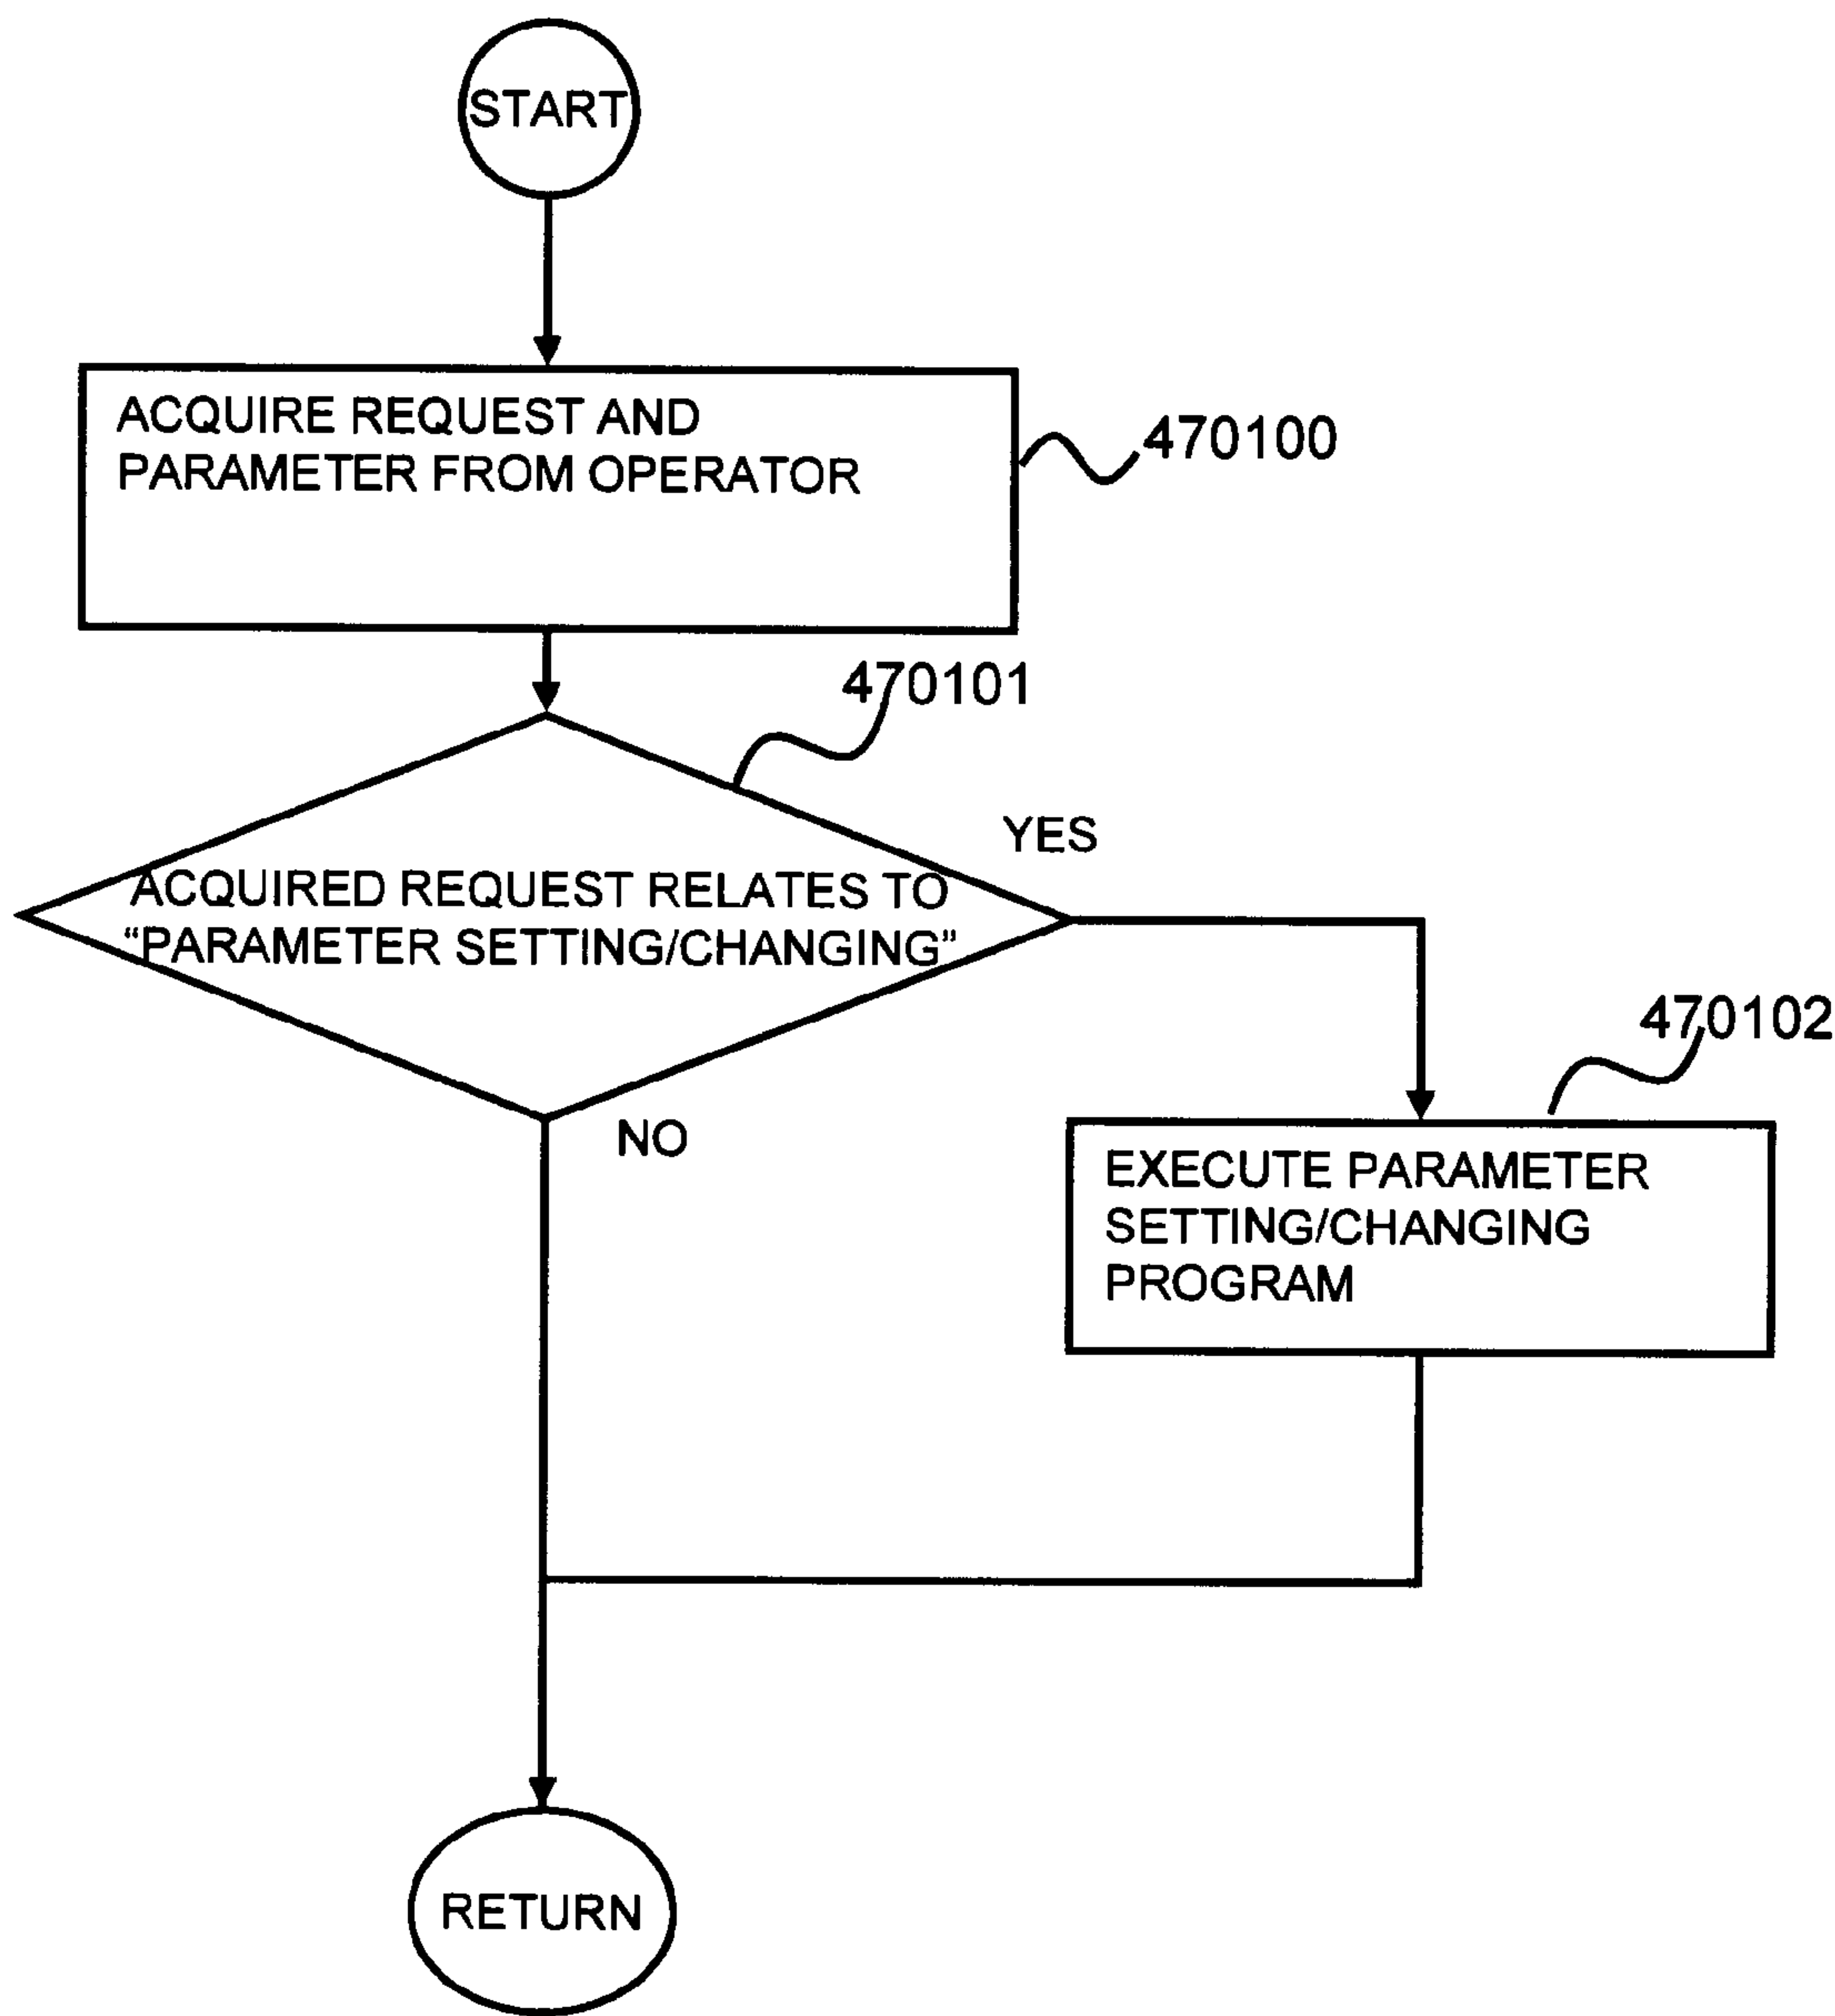 START
ACQUIRE REQUEST AND
PARAMETER FROM OPERATOR
470100
470101
YES
ACQUIRED REQUEST RELATES TO
“PARAMETER SETTING/CHANGING”
470102
NO
EXECUTE PARAMETER
SETTING/CHANGING
PROGRAM
RETURN